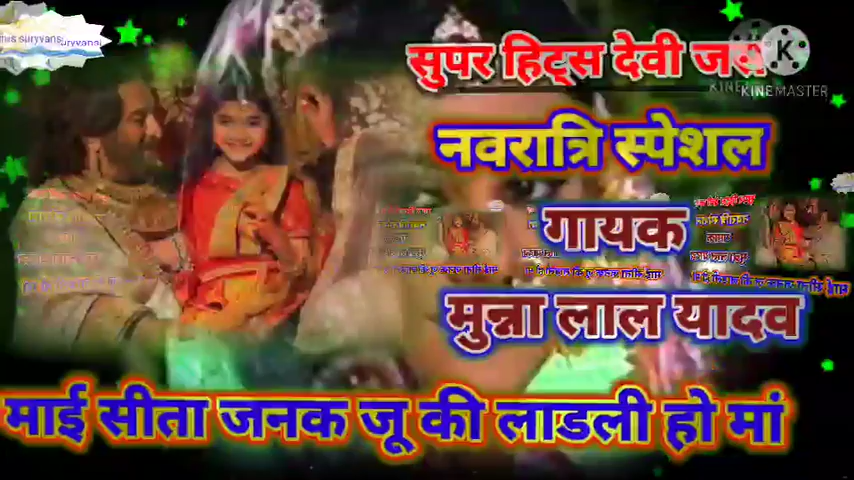 सुपर हिट्स देवी जस
KINEMASTER
नवरात्रि स्पेशल
गायक
मुन्ना लाल यादव
माई सीता जनक जू की लाडली हो मां